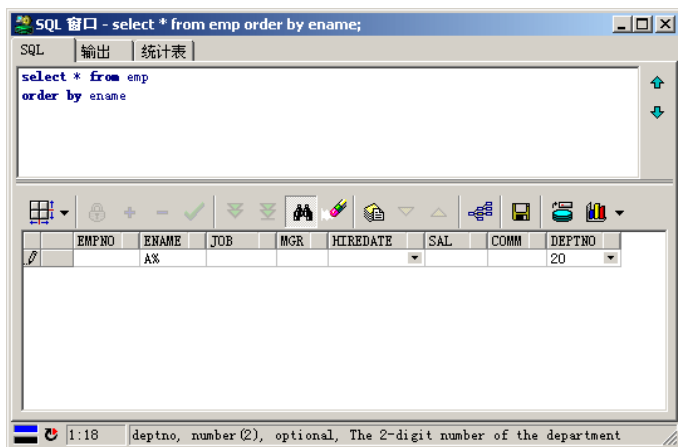 SQL 窗口 - select * from emp order by ename;
SQL 输出 统计表
select * from emp
order by ename
EMPNO ENAME JOB MGR HIREDATE SAL COMM DEPTNO
A% 20
1:18 deptno, number(2), optional, The 2-digit number of the department